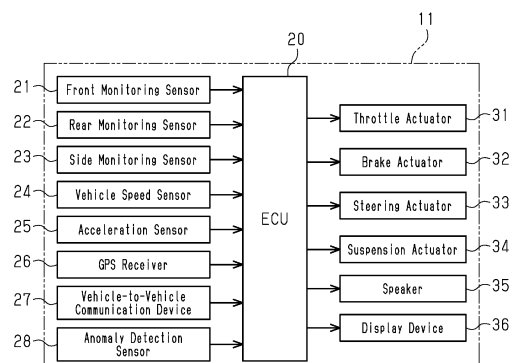 11
20
21 Front Monitoring Sensor
22 Rear Monitoring Sensor
23 Side Monitoring Sensor
24 Vehicle Speed Sensor
25 Acceleration Sensor
26 GPS Receiver
27 Vehicle-to-Vehicle
Communication Device
28 Anomaly Detection
Sensor
ECU
Throttle Actuator 31
Brake Actuator 32
Steering Actuator 33
Suspension Actuator 34
Speaker 35
Display Device 36